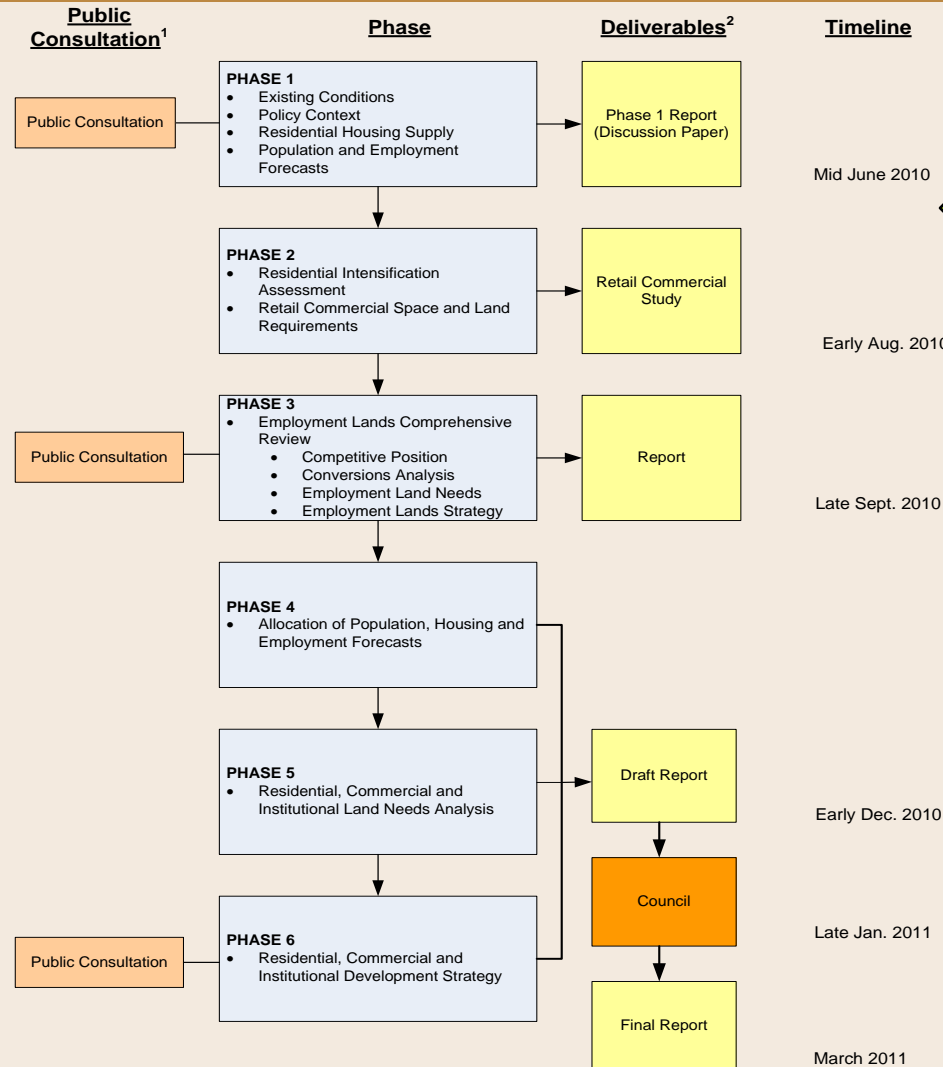 Public
Consultation1
Phase
Deliverables2
Timeline
Public Consultation
PHASE 1
• Existing Conditions
• Policy Context
• Residential Housing Supply
• Population and Employment
Forecasts
Phase 1 Report
(Discussion Paper)
Mid June 2010
PHASE 2
• Residential Intensification
Assessment
• Retail Commercial Space and Land
Requirements
Retail Commercial
Study
Early Aug. 2010
Public Consultation
PHASE 3
• Employment Lands Comprehensive
Review
• Competitive Position
• Conversions Analysis
• Employment Land Needs
• Employment Lands Strategy
Report
Late Sept. 2010
PHASE 4
• Allocation of Population, Housing and
Employment Forecasts
PHASE 5
• Residential, Commercial and
Institutional Land Needs Analysis
Draft Report
Early Dec. 2010
Council
Late Jan. 2011
Public Consultation
PHASE 6
• Residential, Commercial and
Institutional Development Strategy
Final Report
March 2011